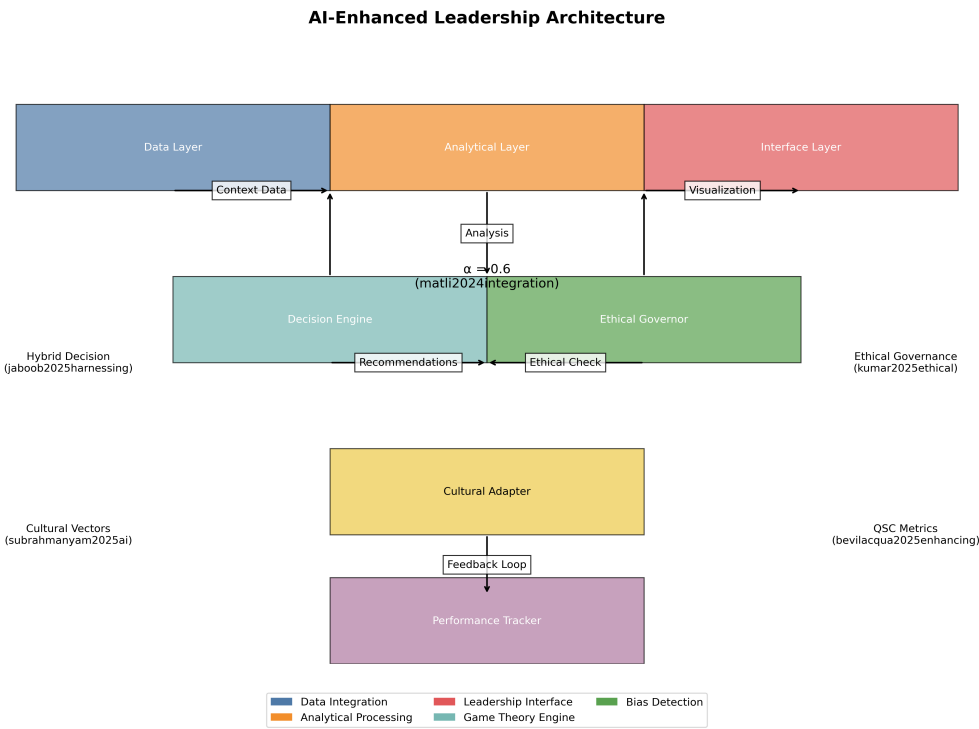 AI-Enhanced Leadership Architecture
Data Layer
Analytical Layer
Interface Layer
Context Data
Visualization
Analysis
α = 0.6
(matli2024integration)
Decision Engine
Ethical Governor
Recommendations
Ethical Check
Hybrid Decision
(jaboob2025harnessing)
Ethical Governance
(kumar2025ethical)
Cultural Adapter
Cultural Vectors
(subrahmanyam2025ai)
QSC Metrics
(bevilacqua2025enhancing)
Feedback Loop
Performance Tracker
Data Integration
Analytical Processing
Leadership Interface
Game Theory Engine
Bias Detection